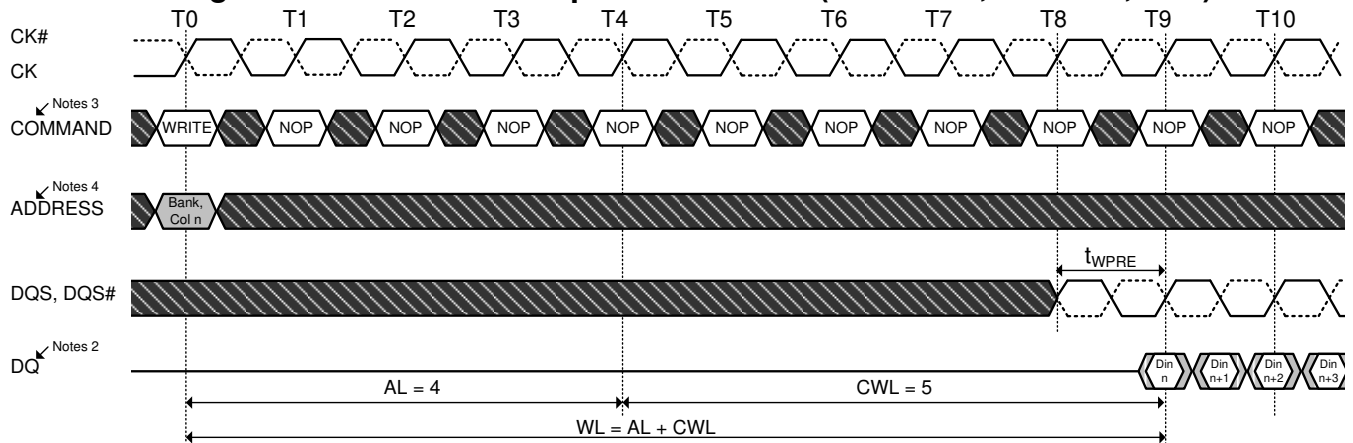 T0 T1 T2 T3 T4 T5 T6 T7 T8 T9 T10
CK#
CK
Notes 3
COMMAND
WRITE NOP NOP NOP NOP NOP NOP NOP NOP NOP NOP
Notes 4
ADDRESS
Bank,
Col n
tWPRE
DQS, DQS#
Notes 2
DQ
Din n
Din n+1
Din n+2
Din n+3
AL = 4
CWL = 5
WL = AL + CWL